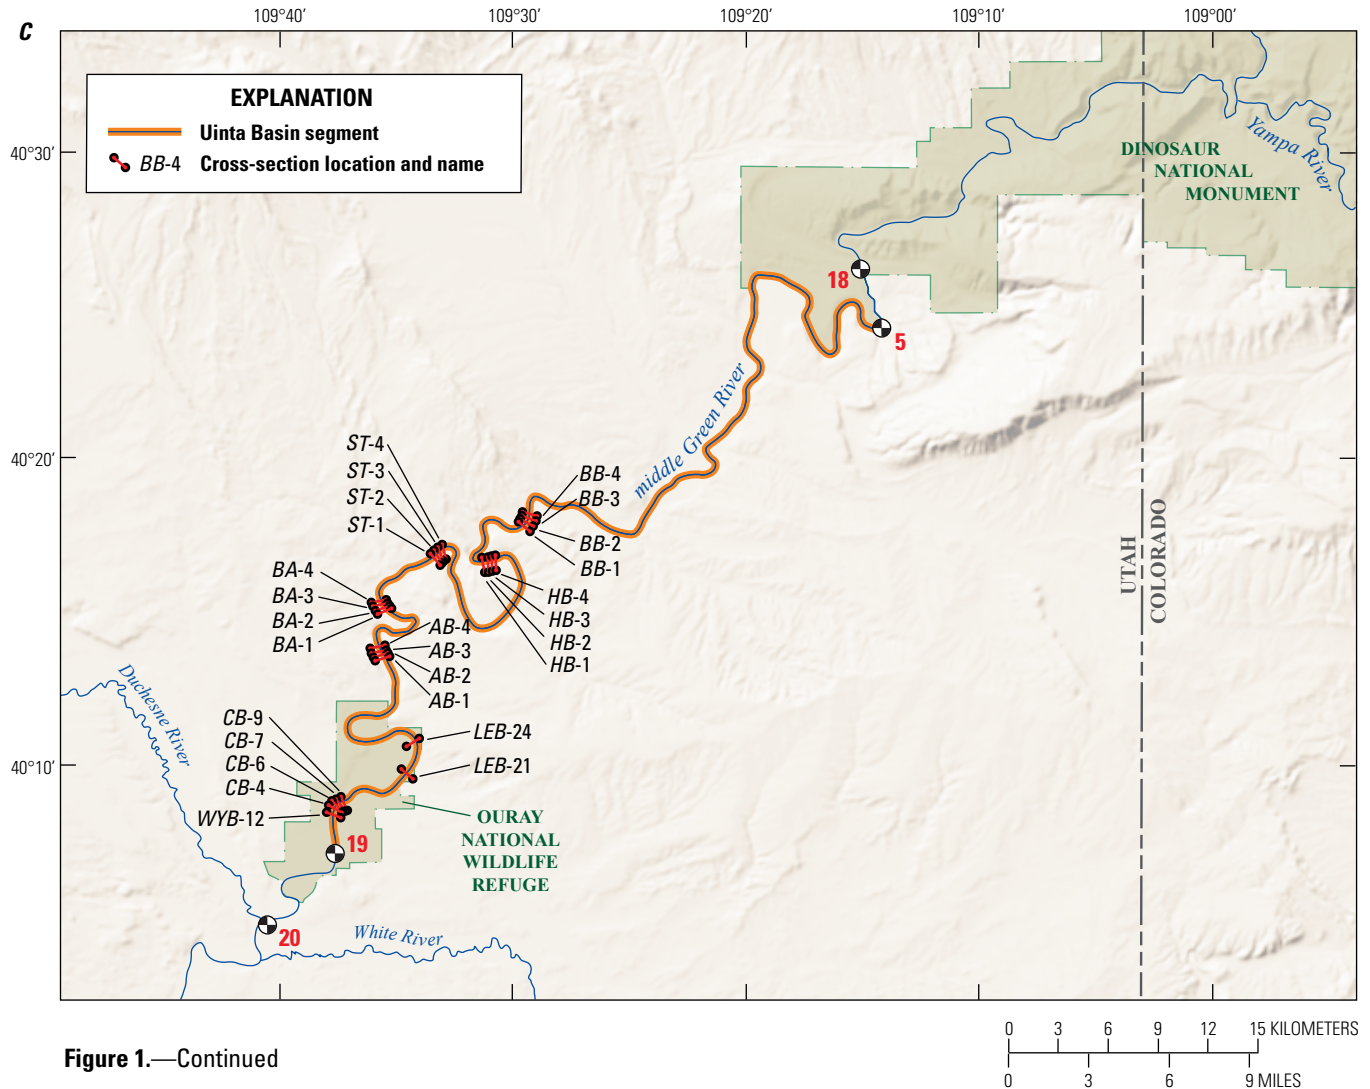 C
109°40′ 109°30′ 109°20′ 109°10′ 109°00′
EXPLANATION
Uinta Basin segment
BB-4 Cross-section location and name
40°30′
40°20′
40°10′
Yampa River
DINOSAUR
NATIONAL
MONUMENT
18
5
middle Green River
UTAH
COLORADO
ST-4
ST-3
ST-2
ST-1
BB-4
BB-3
BB-2
BB-1
BA-4
BA-3
BA-2
BA-1
HB-4
HB-3
HB-2
HB-1
AB-4
AB-3
AB-2
AB-1
Duchesne River
CB-9
CB-7
CB-6
CB-4
WYB-12
LEB-24
LEB-21
OURAY
NATIONAL
WILDLIFE
REFUGE
19
20
White River
0 3 6 9 12 15 KILOMETERS
0 3 6 9 MILES
Figure 1.—Continued